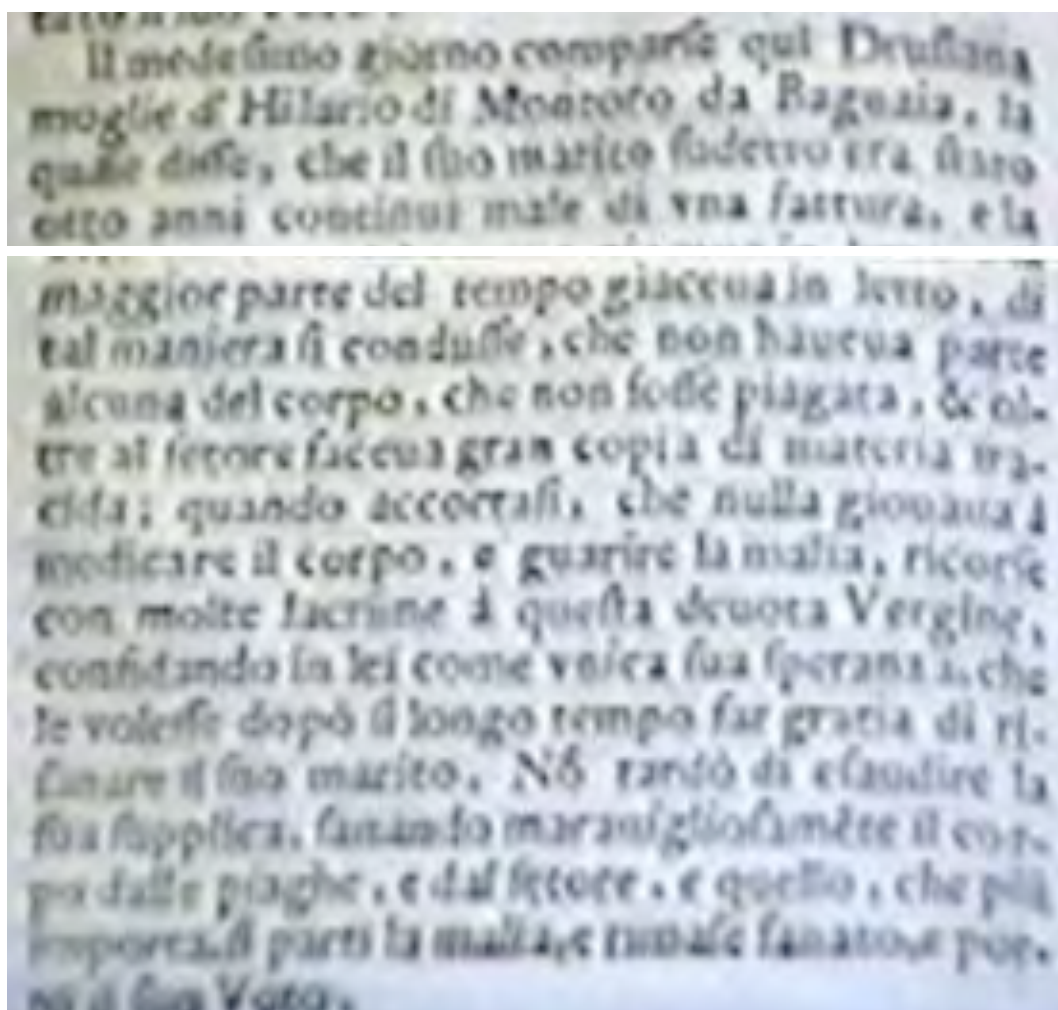 Il medeſimo giorno comparſe quì Druſiana
moglie d' Hilario di da Bagnaia, la
quale diſſe, che il ſuo marito ſudetto era ſtato
otto anni continui male di vna fattura, e la
maggior parte del tempo giaceua in letto, di
tal maniera ſi conduſſe, che non haueua parte
alcuna del corpo, che non foſſe piagata, & ol-
tre al fetore faceua gran copia di materia mar-
cida; quando accortaſi, che nulla giouaua à
medicare il corpo, e guarire la malia, ricorſe
con molte lacrime à queſta deuota Vergine,
confidando in lei come vnica ſua ſperanza, che
le voleſſe dopò sì longo tempo far gratia di ri-
ſanare il ſuo marito. Nõ tardò di eſaudire la
ſua ſupplica, ſanando marauiglioſamẽte il cor-
po dalle piaghe, e dal fetore, e quello, che più
importa, ſi partì la malia, e rimaſe ſanato, e por-
tò il ſuo Voto.